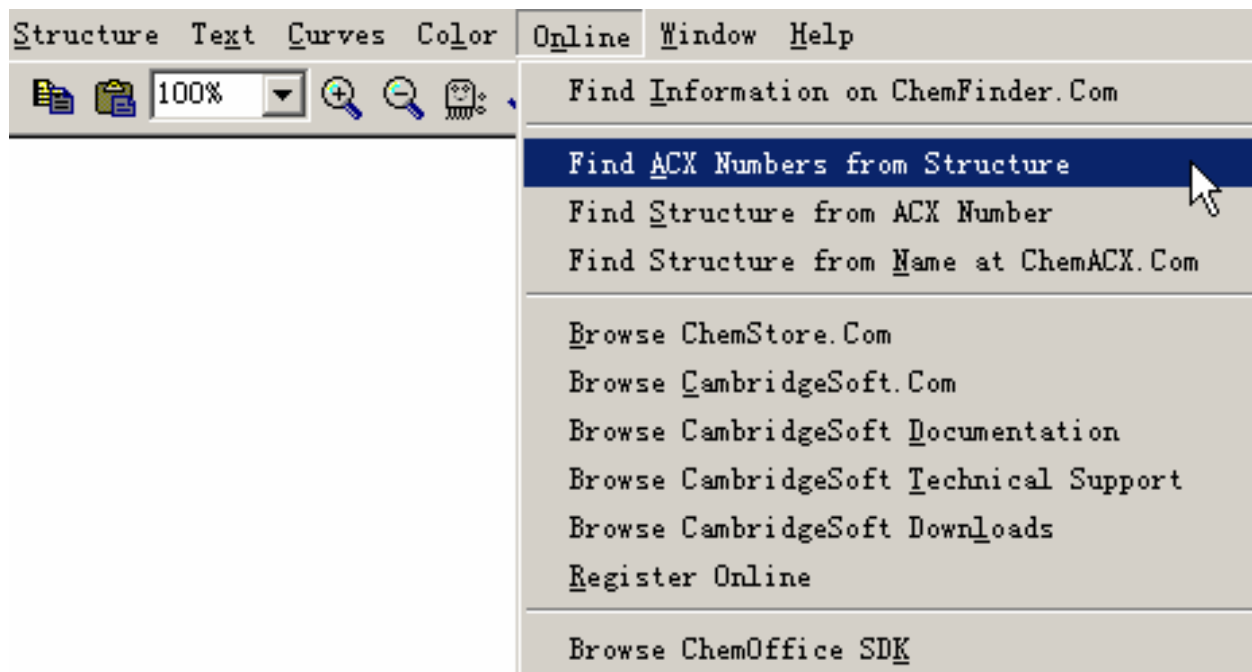 Structure Text Curves Color Online Window Help
100%
Find Information on ChemFinder.Com
Find ACX Numbers from Structure
Find Structure from ACX Number
Find Structure from Name at ChemACX.Com
Browse ChemStore.Com
Browse CambridgeSoft.Com
Browse CambridgeSoft Documentation
Browse CambridgeSoft Technical Support
Browse CambridgeSoft Downloads
Register Online
Browse ChemOffice SDK